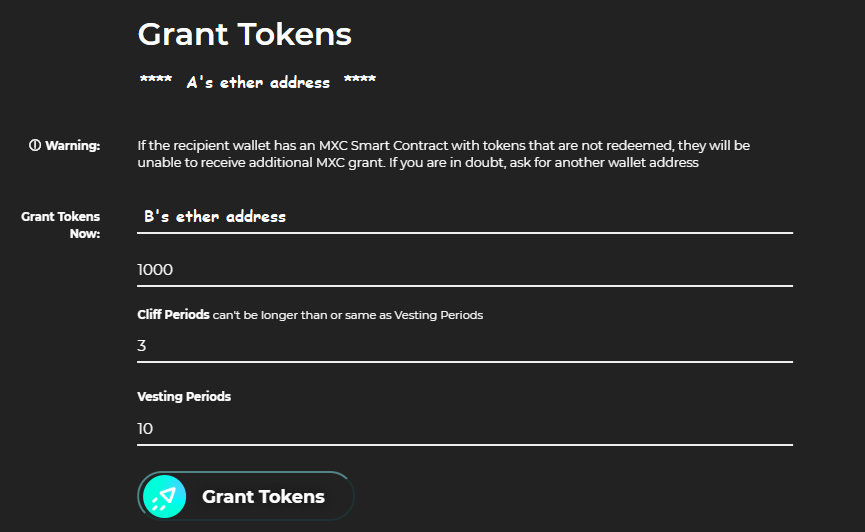 Grant Tokens
**** A's ether address ****
Warning:
If the recipient wallet has an MXC Smart Contract with tokens that are not redeemed, they will be
unable to receive additional MXC grant. If you are in doubt, ask for another wallet address
Grant Tokens
Now:
B's ether address
1000
Cliff Periods can't be longer than or same as Vesting Periods
3
Vesting Periods
10
Grant Tokens